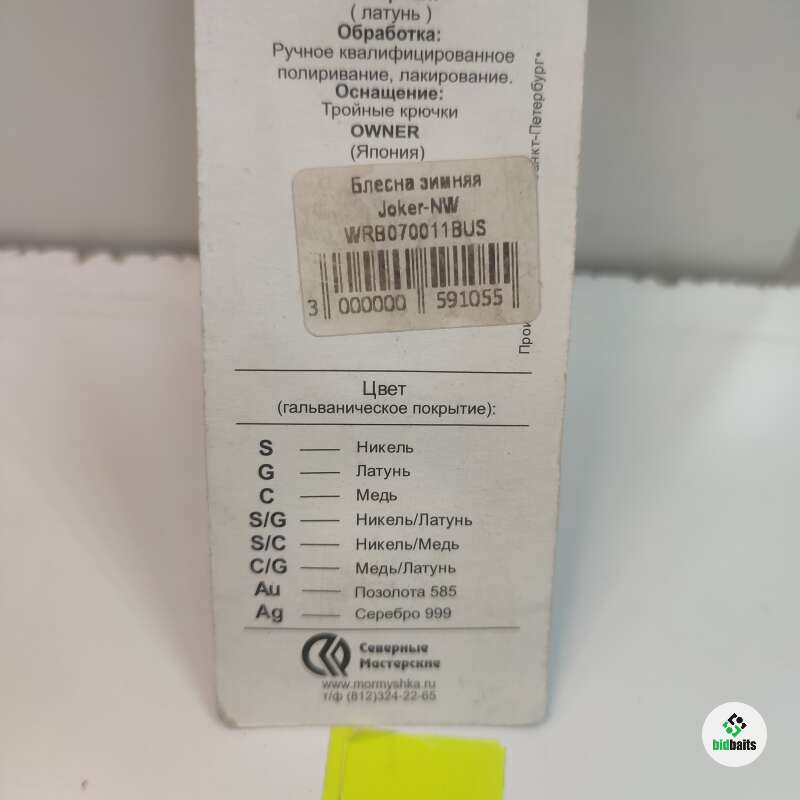 ( латунь )
Обработка:
Ручное квалифицированное
полиривание, лакирование.
Оснащение:
Тройные крючки
OWNER
(Япония)
Блесна зимняя
Joker-NW
WRB070011BUS
3 000000 591055
Цвет
(гальваническое покрытие):
S — Никель
G — Латунь
C — Медь
S/G — Никель/Латунь
S/C — Никель/Медь
C/G — Медь/Латунь
Au — Позолота 585
Ag — Серебро 999
Северные
Мастерские
www.mormyshka.ru
т/ф (812)324-22-65
bidbaits